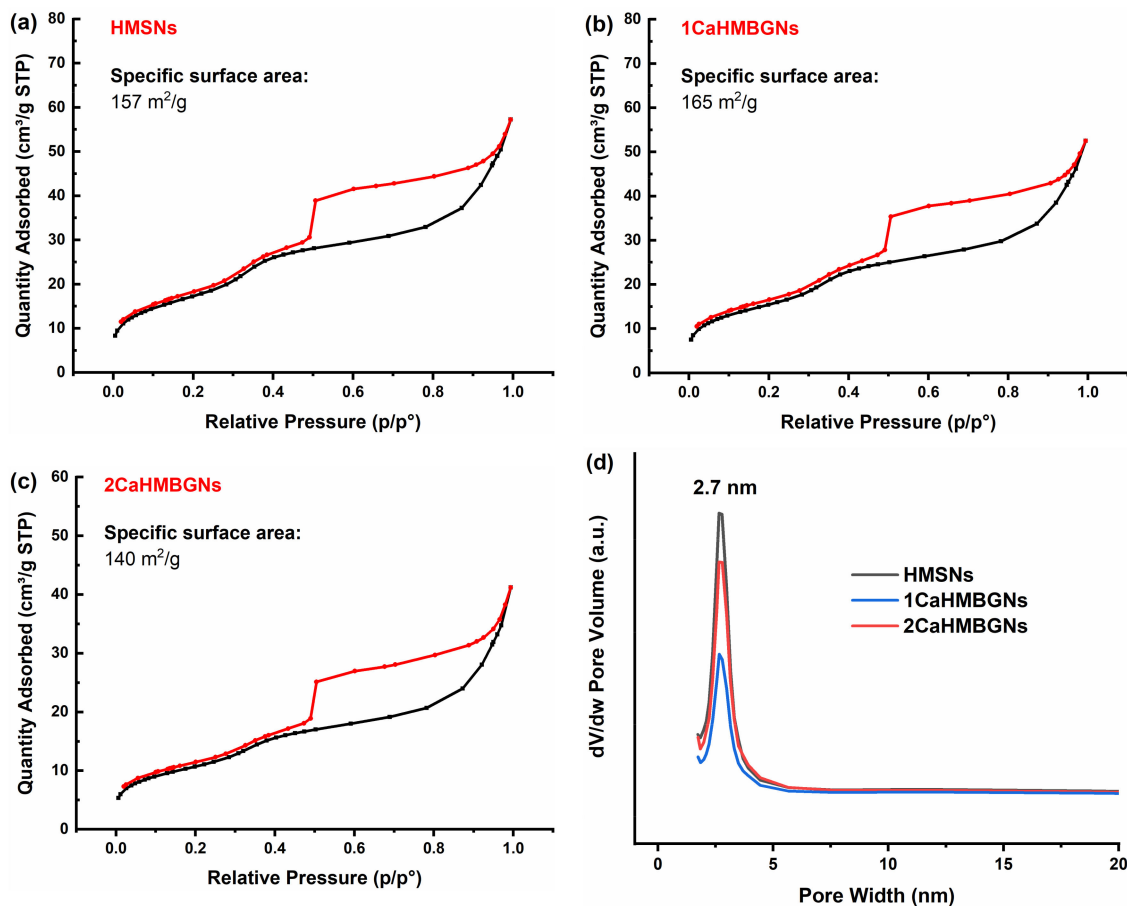 (a)
HMSNs
Specific surface area:
157 m²/g
Quantity Adsorbed (cm³/g STP)
80
70
60
50
40
30
20
10
0
0.0 0.2 0.4 0.6 0.8 1.0
Relative Pressure (p/p°)
(b)
1CaHMBGNs
Specific surface area:
165 m²/g
Quantity Adsorbed (cm³/g STP)
80
70
60
50
40
30
20
10
0
0.0 0.2 0.4 0.6 0.8 1.0
Relative Pressure (p/p°)
(c)
2CaHMBGNs
Specific surface area:
140 m²/g
Quantity Adsorbed (cm³/g STP)
60
50
40
30
20
10
0
0.0 0.2 0.4 0.6 0.8 1.0
Relative Pressure (p/p°)
(d)
2.7 nm
HMSNs
1CaHMBGNs
2CaHMBGNs
dV/dw Pore Volume (a.u.)
0 5 10 15 20
Pore Width (nm)